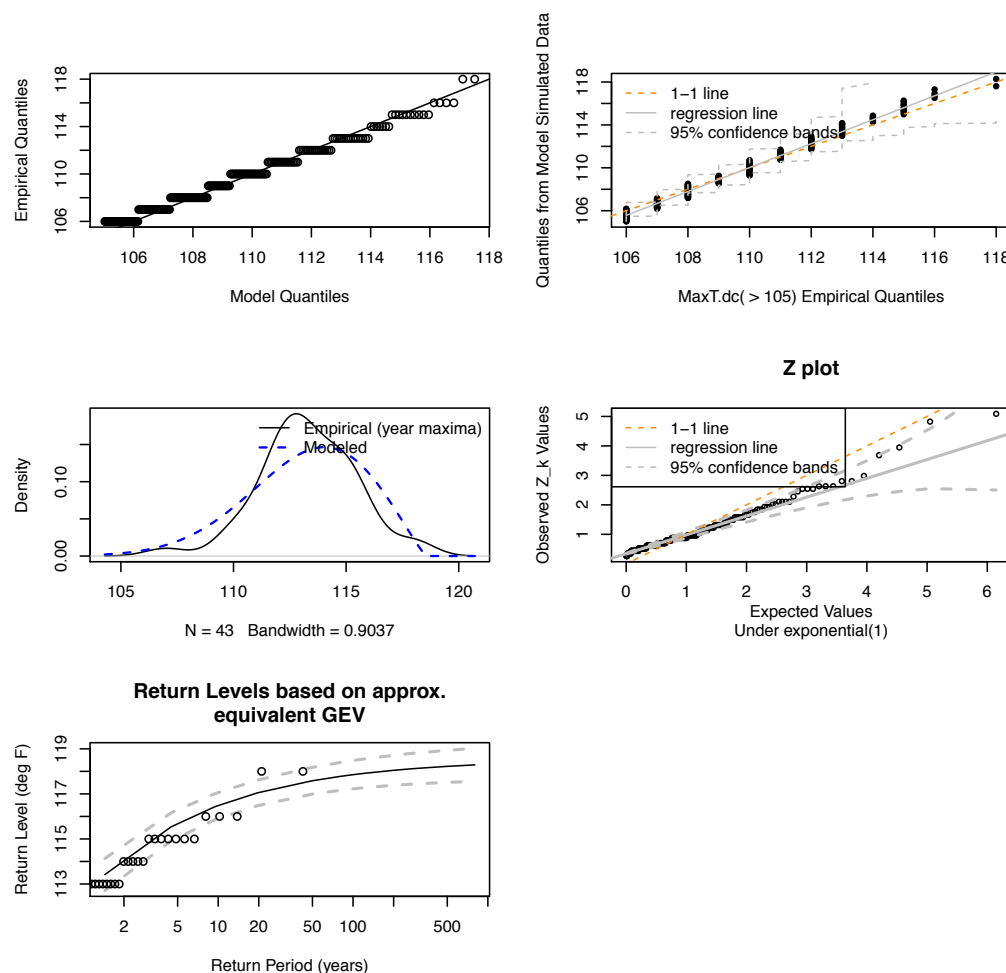 Empirical Quantiles
106
110
114
118
106 108 110 112 114 116 118
Model Quantiles
Quantiles from Model Simulated Data
106
110
114
118
1−1 line
regression line
95% confidence bands
106 108 110 112 114 116 118
MaxT.dc( > 105) Empirical Quantiles
Density
0.00
0.10
Empirical (year maxima)
Modeled
105 110 115 120
N = 43 Bandwidth = 0.9037
Z plot
Observed Z_k Values
5
4
3
2
1
1−1 line
regression line
95% confidence bands
0 1 2 3 4 5 6
Expected Values
Under exponential(1)
Return Levels based on approx.
equivalent GEV
Return Level (deg F)
113
115
117
119
2 5 10 20 50 100 500
Return Period (years)